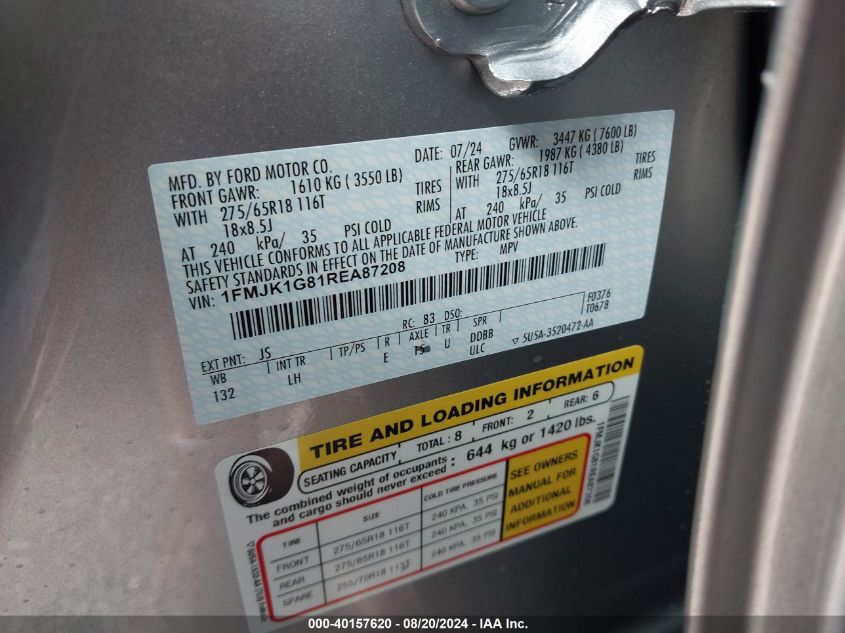 MFD. BY FORD MOTOR CO.
DATE: 07/24
GVWR: 3447 KG ( 7600 LB)
FRONT GAWR: 1610 KG ( 3550 LB)
REAR GAWR: 1987 KG ( 4380 LB)
WITH 275/65R18 116T TIRES
WITH 275/65R18 116T TIRES
18x8.5J RIMS
18x8.5J RIMS
AT 240 kPa/ 35 PSI COLD
AT 240 kPa/ 35 PSI COLD
THIS VEHICLE CONFORMS TO ALL APPLICABLE FEDERAL MOTOR VEHICLE
SAFETY STANDARDS IN EFFECT ON THE DATE OF MANUFACTURE SHOWN ABOVE.
VIN: 1FMJK1G81REA87208
TYPE: MPV
F0376
T0678
EXT PNT: JS RC: 83 DSO:
WB INT TR TP/PS R AXLE TR SPR
132 LH E U DDBB
ULC
5U5A-3520472-AA
TIRE AND LOADING INFORMATION
SEATING CAPACITY TOTAL: 8 FRONT: 2 REAR: 6
The combined weight of occupants
and cargo should never exceed : 644 kg or 1420 lbs.
TIRE SIZE COLD TIRE PRESSURE
FRONT 275/65R18 116T 240 KPA, 35 PSI
REAR 275/65R18 116T 240 KPA, 35 PSI
SPARE 255/70R18 113T 240 KPA, 35 PSI
SEE OWNERS
MANUAL FOR
ADDITIONAL
INFORMATION
1FMJK1G81REA87208
000-40157620 - 08/20/2024 - IAA Inc.